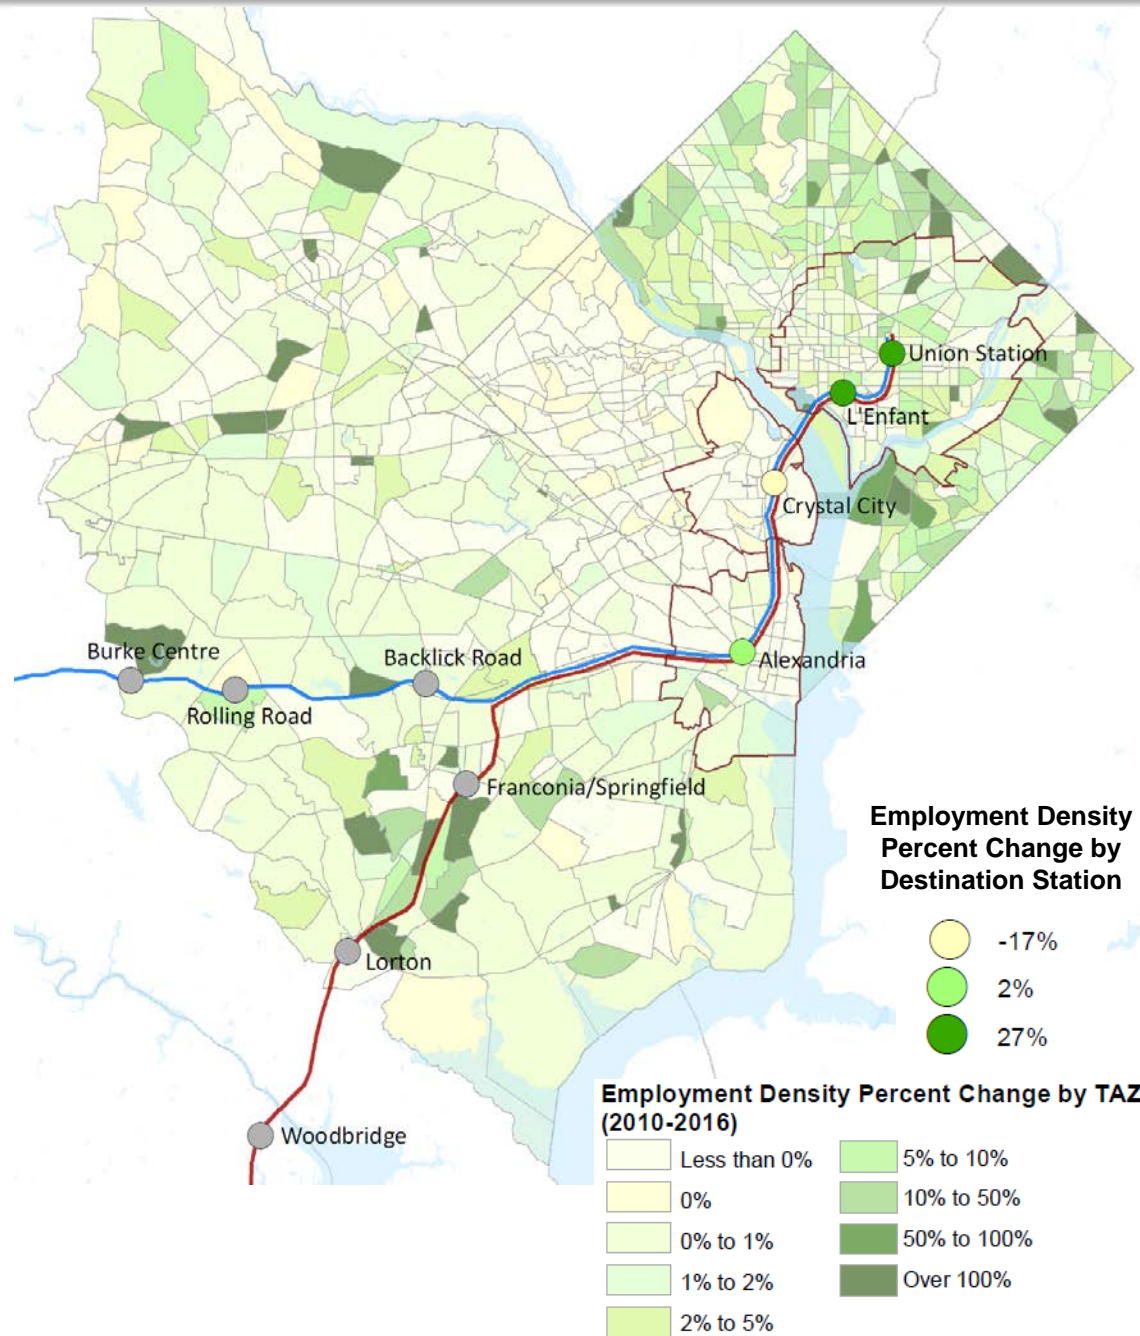 Union Station
L'Enfant
Crystal City
Burke Centre
Backlick Road
Alexandria
Rolling Road
Franconia/Springfield
Lorton
Woodbridge
Employment Density
Percent Change by
Destination Station
-17%
2%
27%
Employment Density Percent Change by TAZ
(2010-2016)
Less than 0%
0%
0% to 1%
1% to 2%
2% to 5%
5% to 10%
10% to 50%
50% to 100%
Over 100%